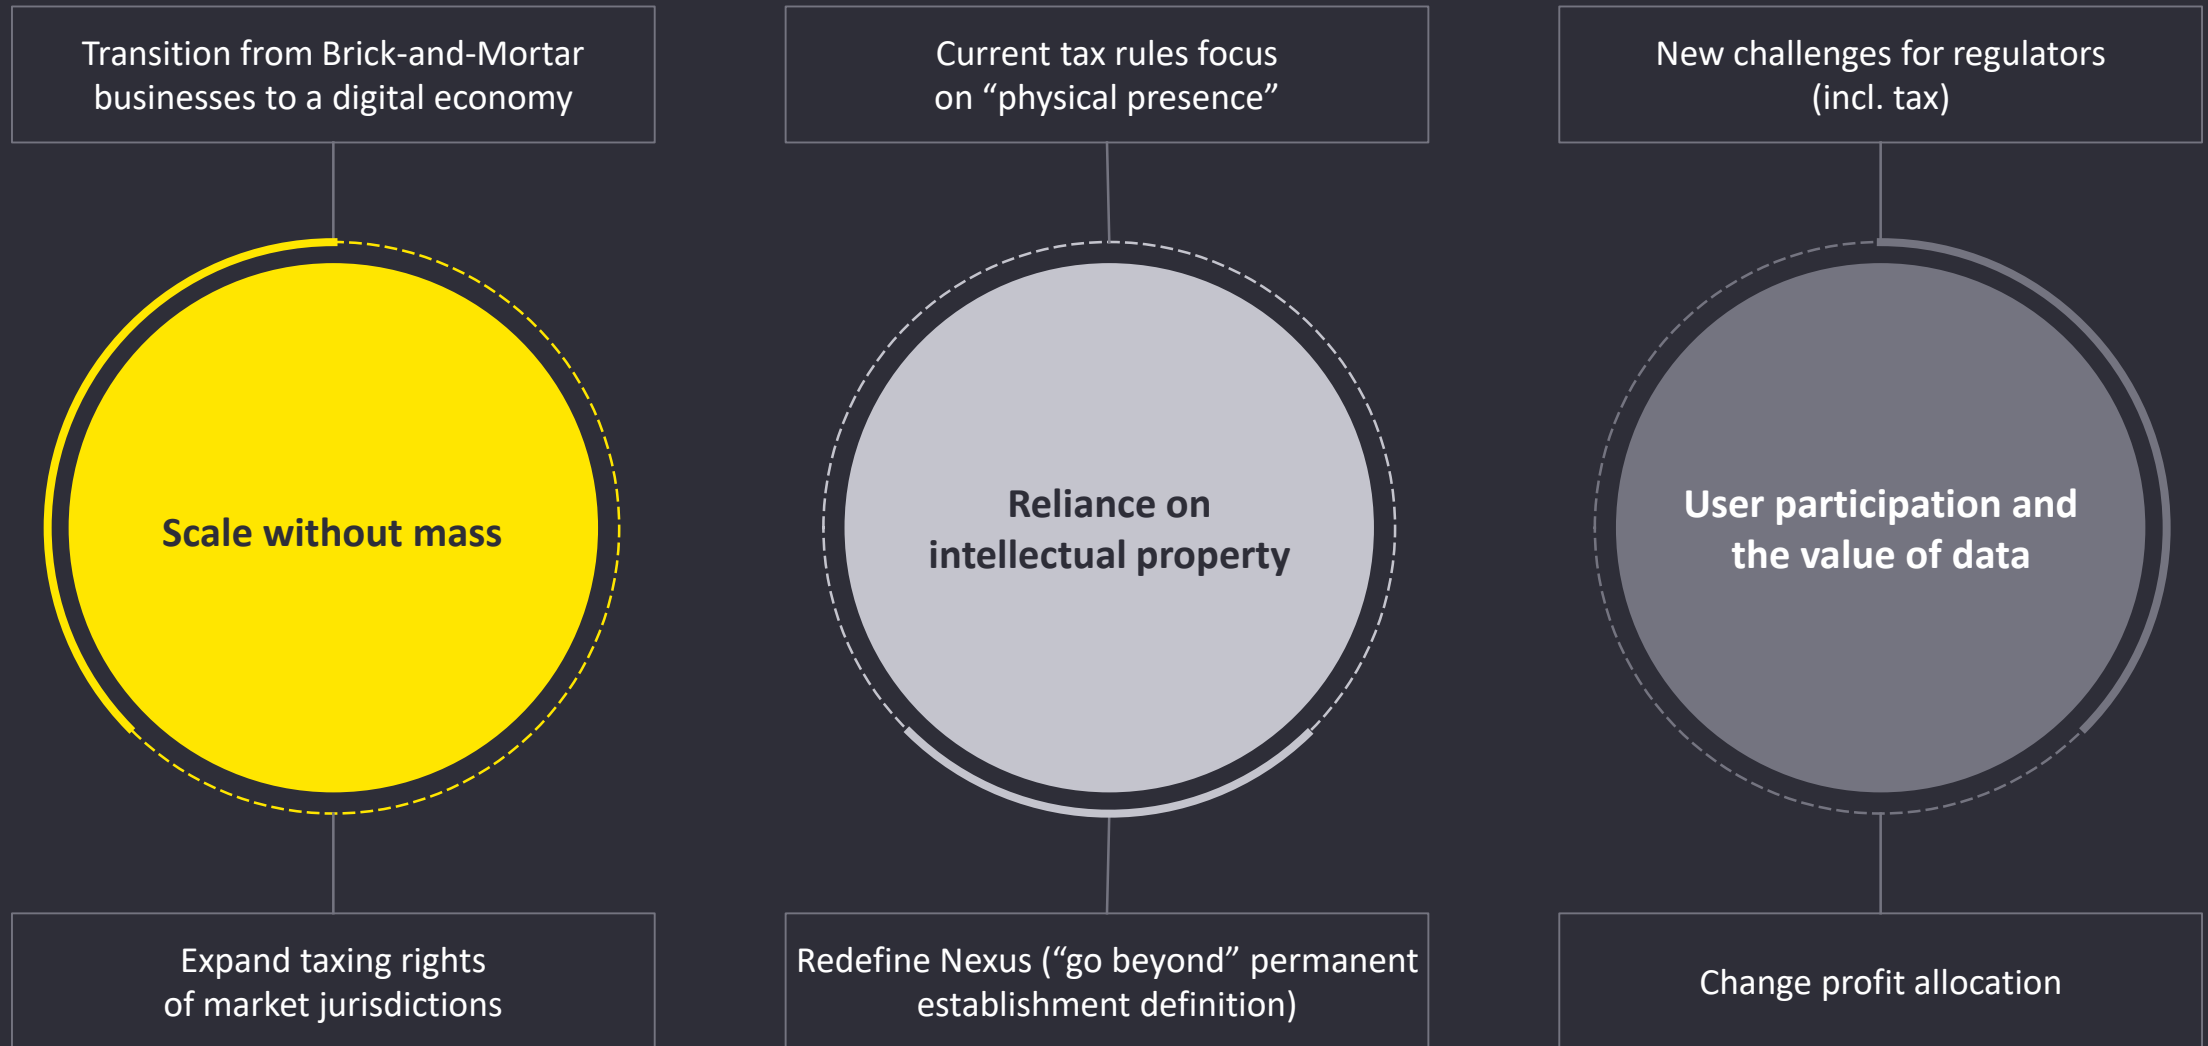 Transition from Brick-and-Mortar
businesses to a digital economy
Current tax rules focus
on “physical presence”
New challenges for regulators
(incl. tax)
Scale without mass
Reliance on
intellectual property
User participation and
the value of data
Expand taxing rights
of market jurisdictions
Redefine Nexus (“go beyond” permanent
establishment definition)
Change profit allocation